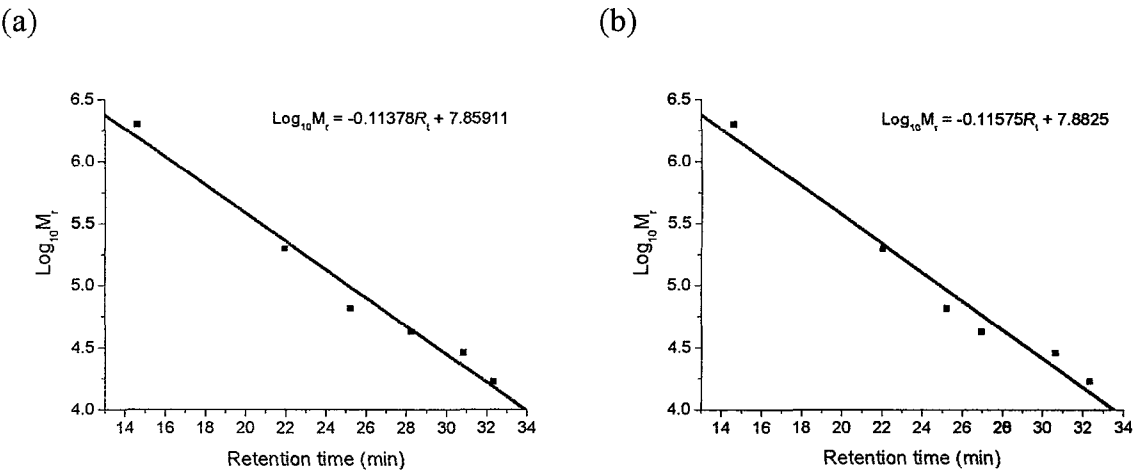 (a)
(b)
Log₁₀Mᵣ = -0.11378Rₜ + 7.85911
6.5
6.0
5.5
5.0
4.5
4.0
Log₁₀Mᵣ
14 16 18 20 22 24 26 28 30 32 34
Retention time (min)
Log₁₀Mᵣ = -0.11575Rₜ + 7.8825
6.5
6.0
5.5
5.0
4.5
4.0
Log₁₀Mᵣ
14 16 18 20 22 24 26 28 30 32 34
Retention time (min)